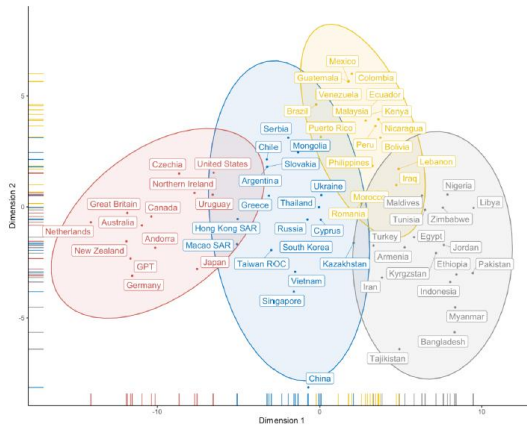 Mexico
Guatemala Colombia
Venezuela Ecuador
Brazil Malaysia Kenya
Serbia Puerto Rico Nicaragua
Chile Mongolia Peru Bolivia
Czechia United States Slovakia Philippines Lebanon
Northern Ireland Argentina Ukraine Iraq Nigeria
Great Britain Canada Uruguay Greece Thailand Morocco Maldives Libya
Netherlands Australia Hong Kong SAR Russia Cyprus Romania Tunisia Zimbabwe
New Zealand Andorra Macao SAR South Korea Turkey Egypt Jordan
GPT Japan Taiwan ROC Kazakhstan Armenia Ethiopia Pakistan
Germany Vietnam Iran Kyrgzstan Indonesia
Singapore Myanmar
Bangladesh
Tajikistan
China
5
0
-5
Dimension 2
-10 0 10
Dimension 1